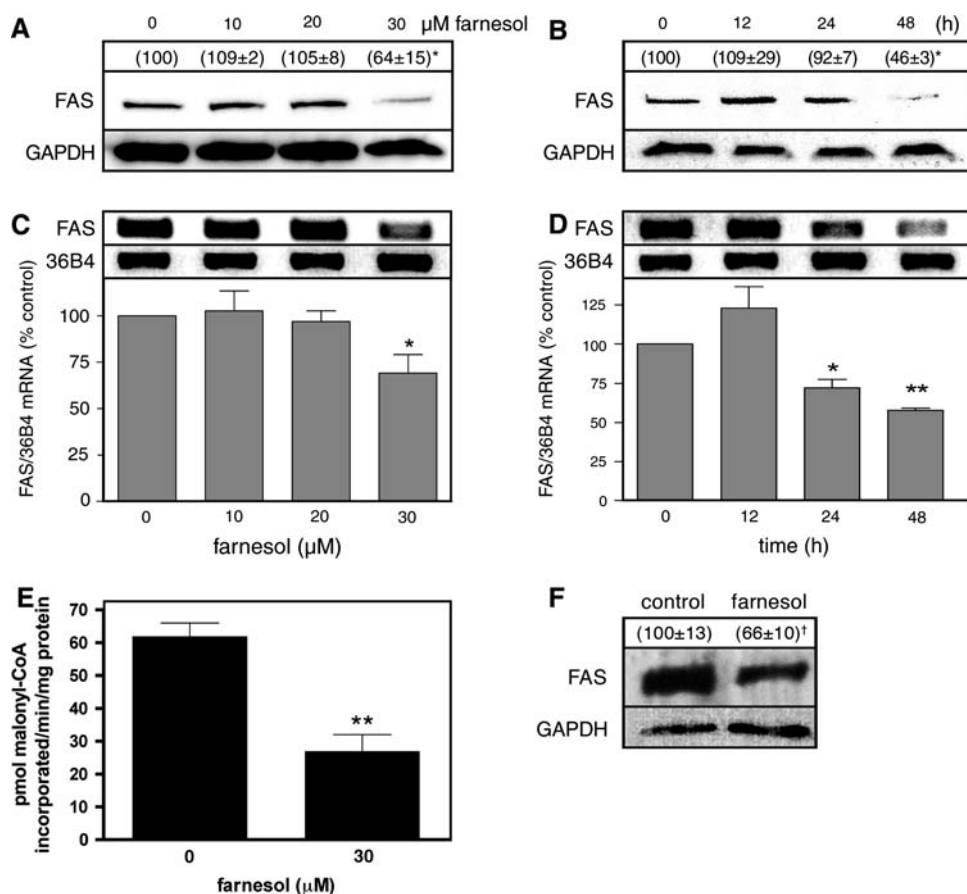 A
0 10 20 30 µM farnesol
(100) (109±2) (105±8) (64±15)*
FAS
GAPDH
B
0 12 24 48 (h)
(100) (109±29) (92±7) (46±3)*
FAS
GAPDH
C
FAS
36B4
FAS/36B4 mRNA (% control)
100
75
50
25
0
*
0 10 20 30
farnesol (µM)
D
FAS
36B4
FAS/36B4 mRNA (% control)
125
100
75
50
25
0
*
**
0 12 24 48
time (h)
E
pmol malonyl-CoA
incorporated/min/mg protein
70
60
50
40
30
20
10
0
**
0 30
farnesol (µM)
F
control farnesol
(100±13) (66±10)†
FAS
GAPDH